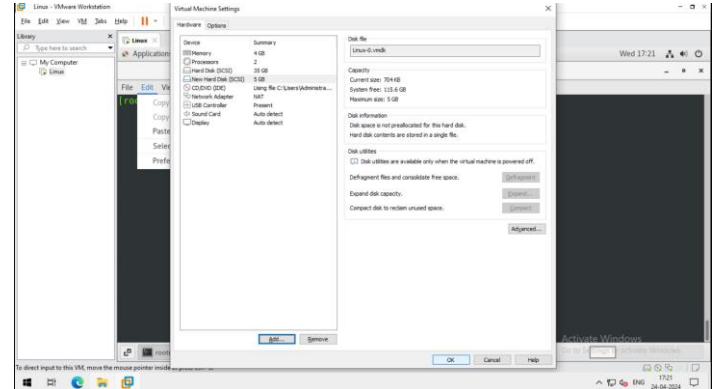 Linux - VMware Workstation
File Edit View VM Tabs Help
Library
Type here to search
My Computer
Linux
Linux
Applications
Wed 17:21
File Edit
Copy
Copy
Paste
Prefe
Virtual Machine Settings
Hardware Options
Device Summary
Memory 4 GB
Processors 2
Hard Disk (SCSI) 35 GB
New Hard Disk (SCSI) 5 GB
CD/DVD (IDE) Using file C:\Users\Administra...
Network Adapter NAT
USB Controller Present
Sound Card Auto detect
Display Auto detect
Add... Remove
Disk file
Linux-0.vmdk
Capacity
Current size: 704 KB
System free: 115.6 GB
Maximum size: 5 GB
Disk information
Disk space is not preallocated for this hard disk.
Hard disk contents are stored in a single file.
Disk utilities
Disk utilities are available only when the virtual machine is powered off.
Defragment files and consolidate free space. Defragment
Expand disk capacity. Expand...
Compact disk to reclaim unused space. Compact
Advanced...
OK Cancel Help
Activate Windows
To direct input to this VM, move the mouse pointer inside
ENG
17:21
24-04-2024